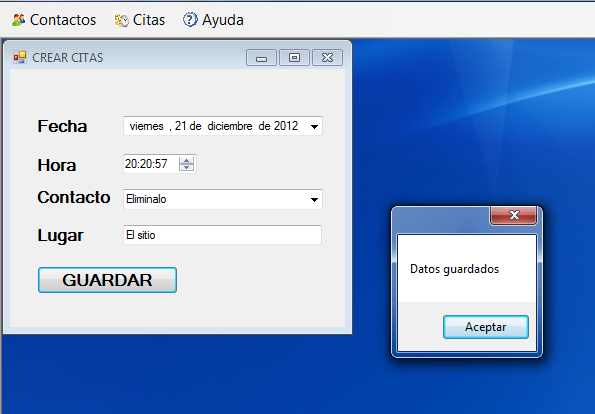 Contactos Citas Ayuda
CREAR CITAS
Fecha viernes , 21 de diciembre de 2012
Hora 20:20:57
Contacto Eliminalo
Lugar El sitio
GUARDAR
Datos guardados
Aceptar